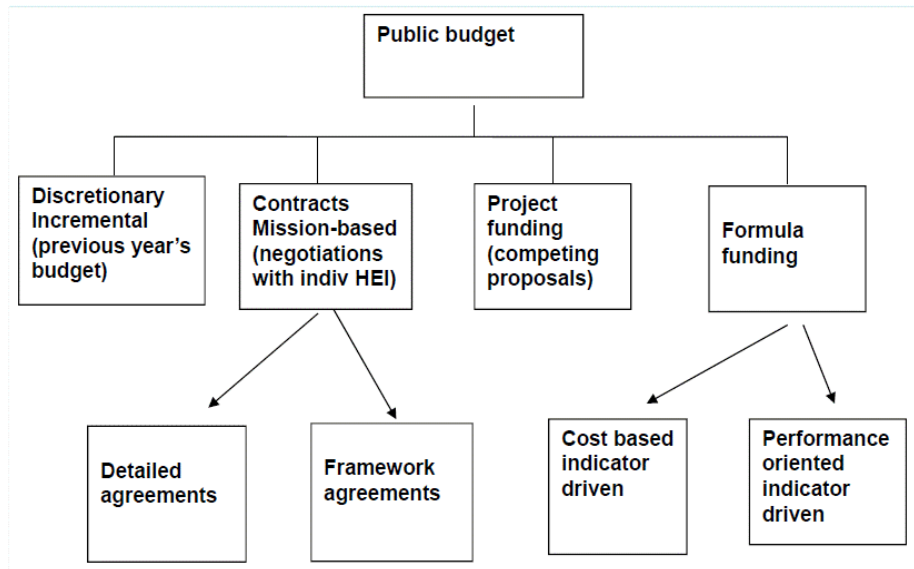 Public budget
Discretionary
Incremental
(previous year's
budget)
Contracts
Mission-based
(negotiations
with indiv HEI)
Project
funding
(competing
proposals)
Formula
funding
Detailed
agreements
Framework
agreements
Cost based
indicator
driven
Performance
oriented
indicator
driven